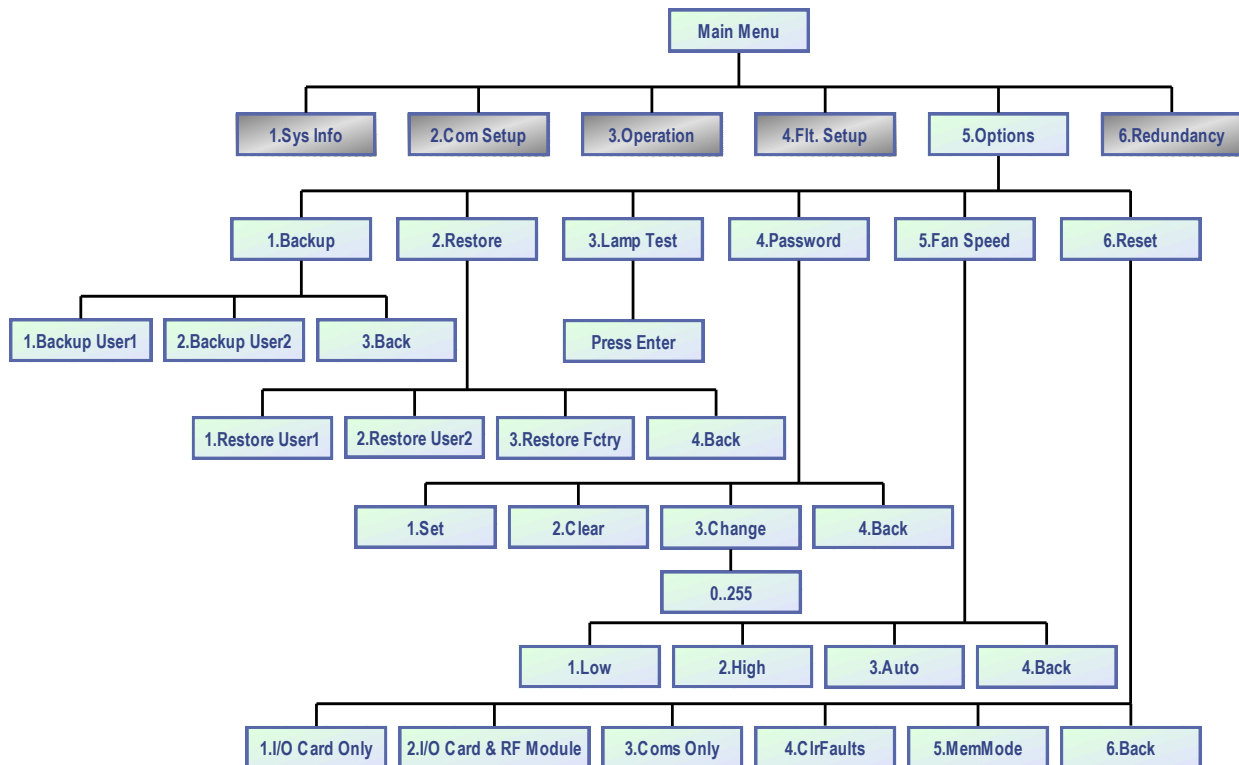 Main Menu
1.Sys Info
2.Com Setup
3.Operation
4.Flt. Setup
5.Options
6.Redundancy
1.Backup
2.Restore
3.Lamp Test
4.Password
5.Fan Speed
6.Reset
1.Backup User1
2.Backup User2
3.Back
Press Enter
1.Restore User1
2.Restore User2
3.Restore Fctry
4.Back
1.Set
2.Clear
3.Change
4.Back
0..255
1.Low
2.High
3.Auto
4.Back
1.I/O Card Only
2.I/O Card & RF Module
3.Coms Only
4.ClrFaults
5.MemMode
6.Back